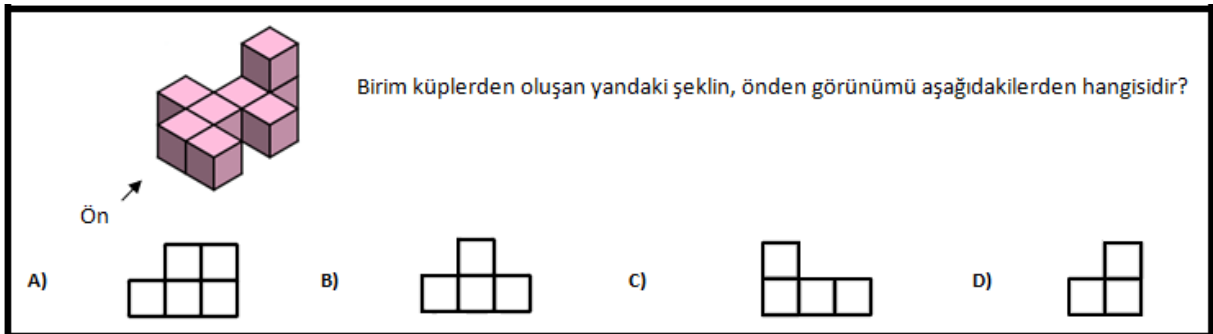 Birim küplerden oluşan yandaki şeklin, önden görünümü aşağıdakilerden hangisidir?
Ön
A) B) C) D)